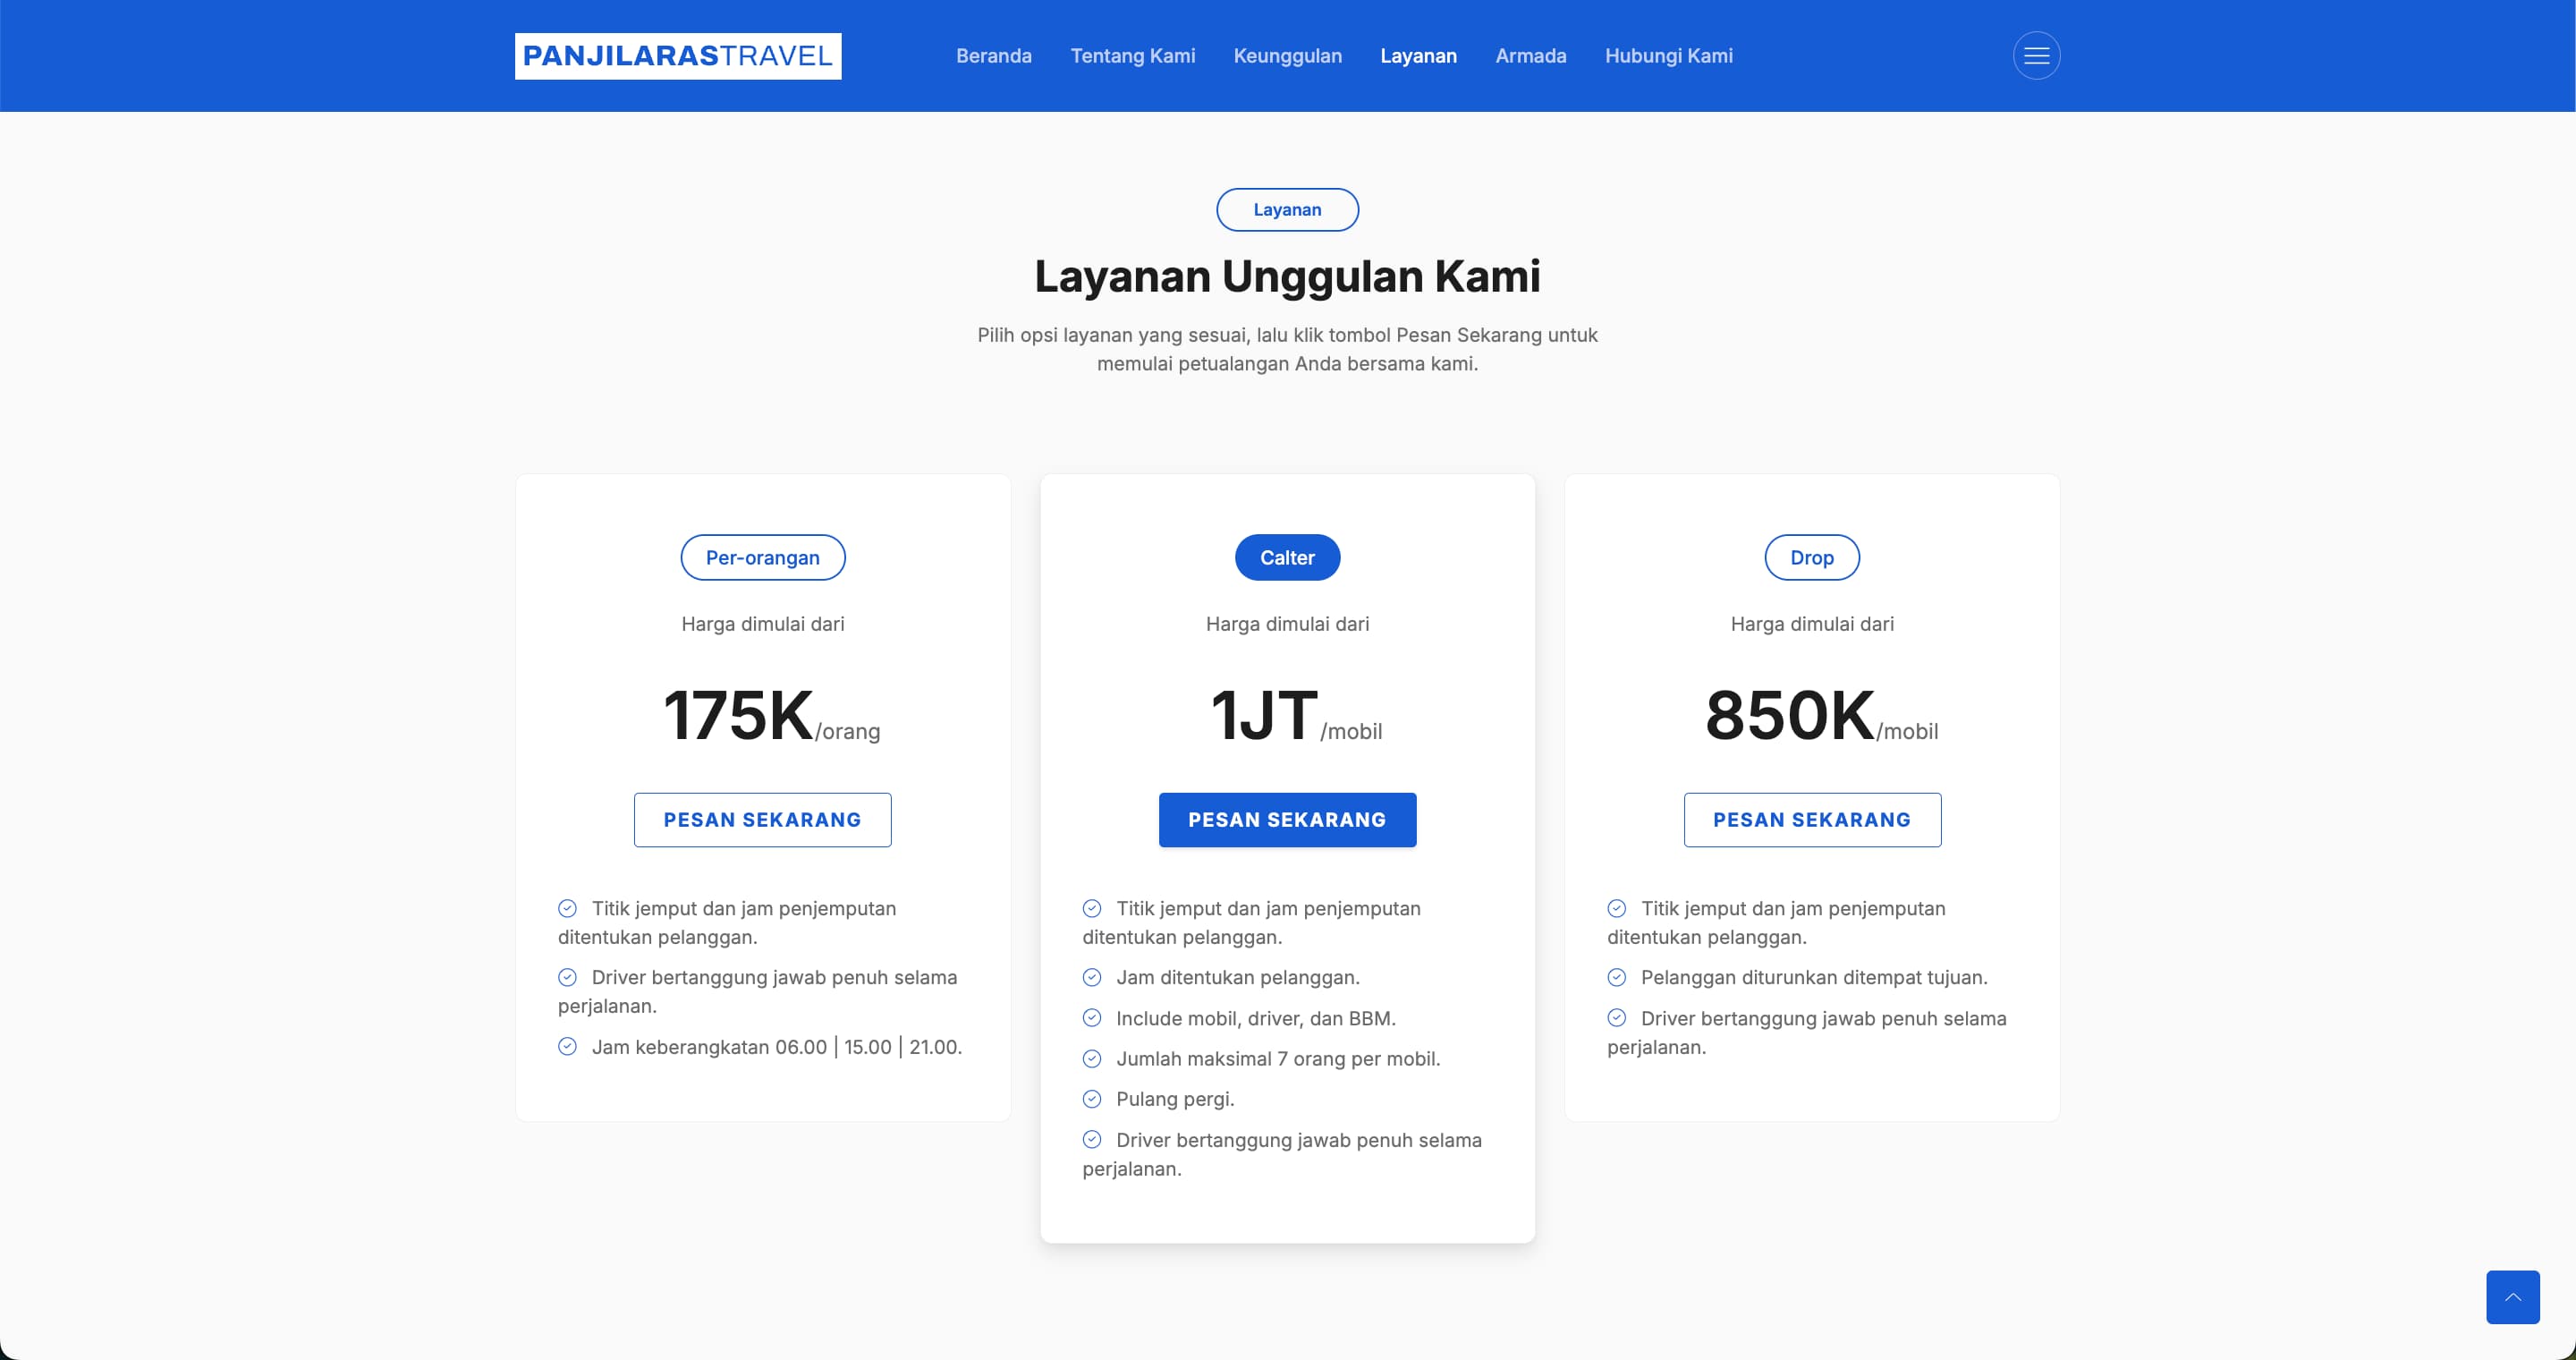 PANJILARASTRAVEL
Beranda
Tentang Kami
Keunggulan
Layanan
Armada
Hubungi Kami
Layanan
Layanan Unggulan Kami
Pilih opsi layanan yang sesuai, lalu klik tombol Pesan Sekarang untuk
memulai petualangan Anda bersama kami.
Per-orangan
Harga dimulai dari
175K/orang
PESAN SEKARANG
Titik jemput dan jam penjemputan
ditentukan pelanggan.
Driver bertanggung jawab penuh selama
perjalanan.
Jam keberangkatan 06.00 | 15.00 | 21.00.
Calter
Harga dimulai dari
1JT/mobil
PESAN SEKARANG
Titik jemput dan jam penjemputan
ditentukan pelanggan.
Jam ditentukan pelanggan.
Include mobil, driver, dan BBM.
Jumlah maksimal 7 orang per mobil.
Pulang pergi.
Driver bertanggung jawab penuh selama
perjalanan.
Drop
Harga dimulai dari
850K/mobil
PESAN SEKARANG
Titik jemput dan jam penjemputan
ditentukan pelanggan.
Pelanggan diturunkan ditempat tujuan.
Driver bertanggung jawab penuh selama
perjalanan.